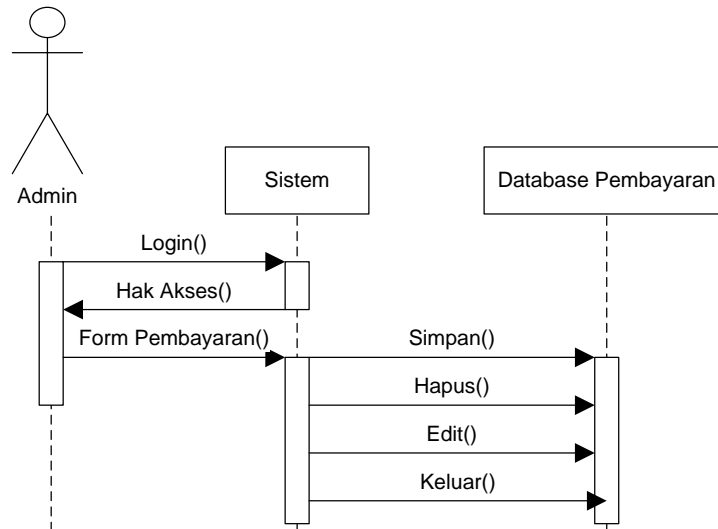 Sistem
Database Pembayaran
Admin
Login()
Hak Akses()
Form Pembayaran()
Simpan()
Hapus()
Edit()
Keluar()